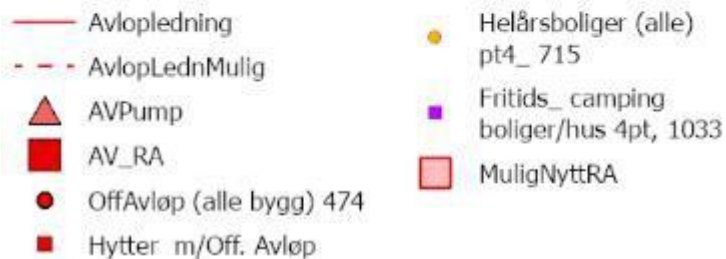 Avlopledning
AvlopLednMulig
AVPump
AV_RA
OffAvløp (alle bygg) 474
Hytter m/Off. Avløp
Helårsboliger (alle)
pt4_ 715
Fritids_ camping
boliger/hus 4pt, 1033
MuligNyttRA